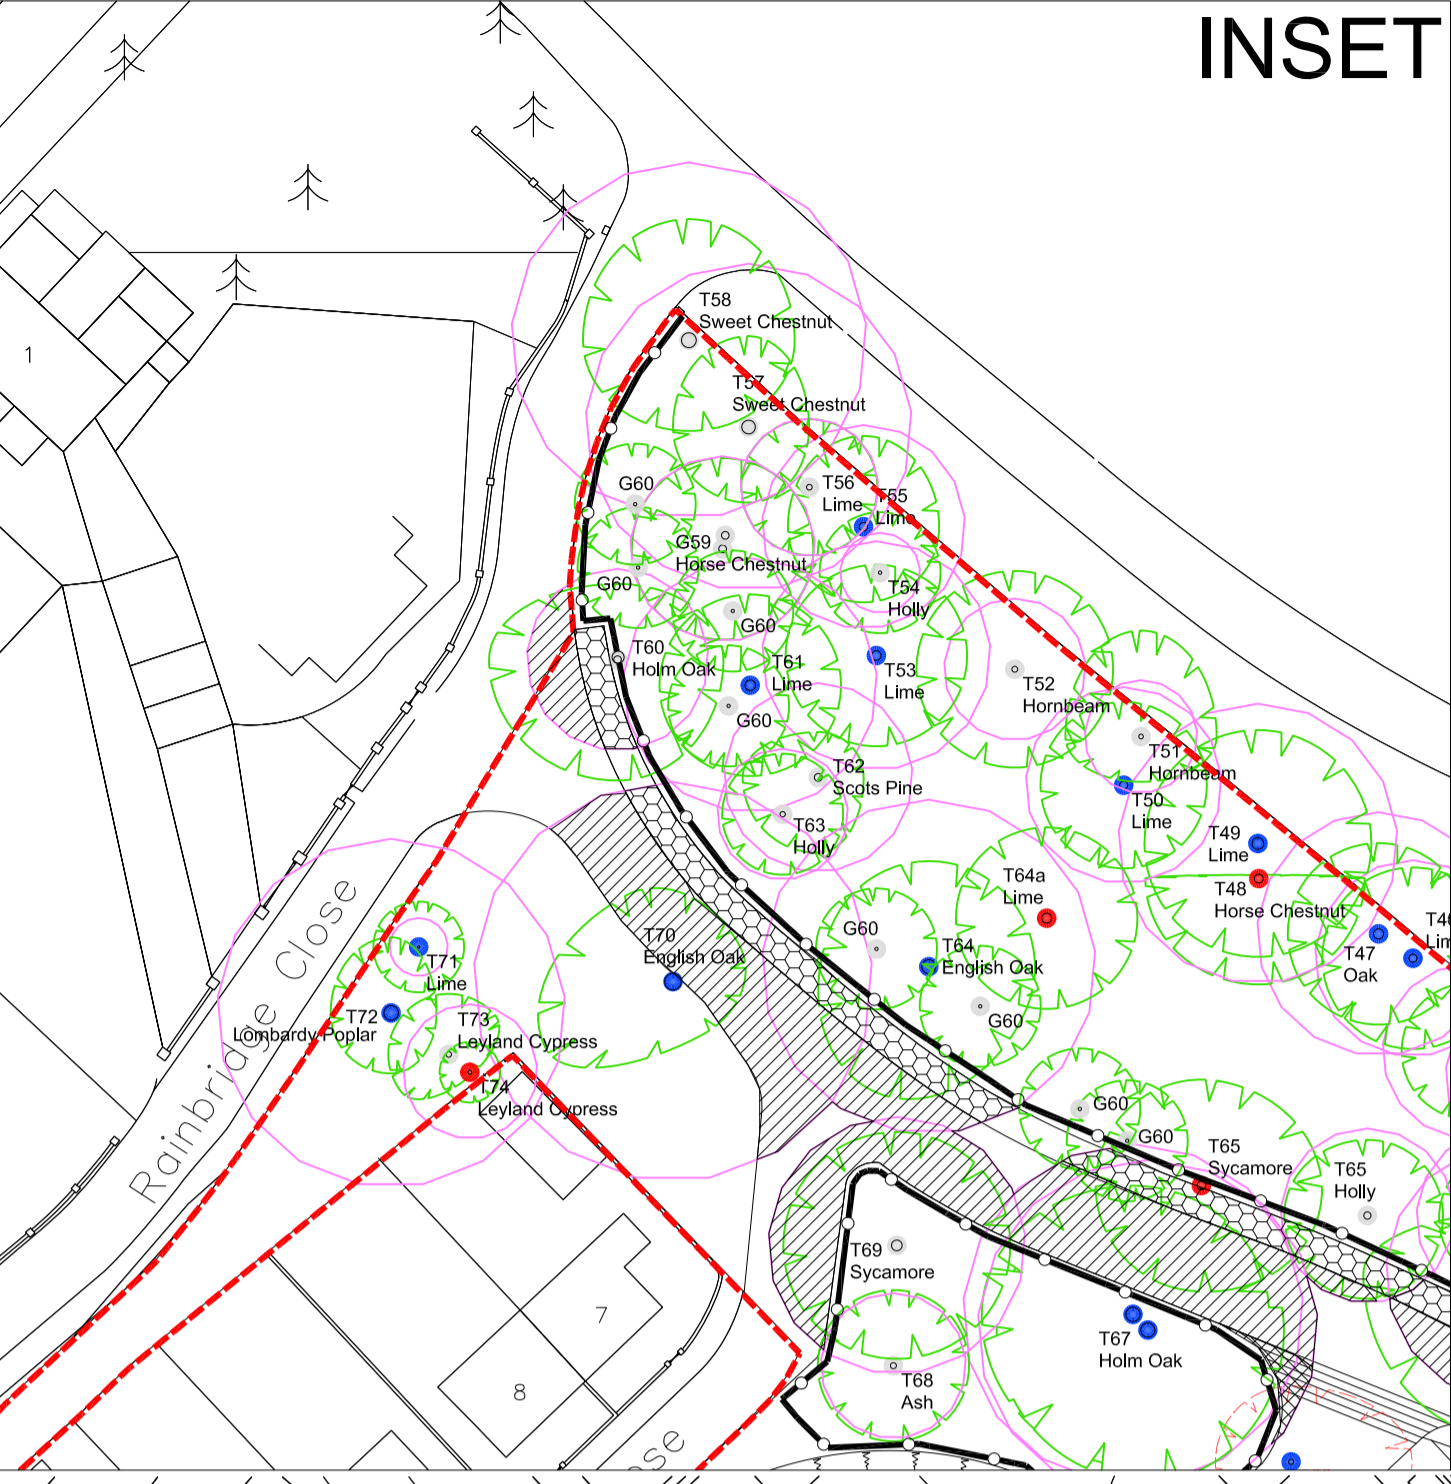 INSET
1
T58
Sweet Chestnut
T57
Sweet Chestnut
G60
T56
Lime
T55
Lime
G59
Horse Chestnut
G60
T54
Holly
G60
T60
Holm Oak
T61
Lime
T53
Lime
T52
Hornbeam
G60
T51
Hornbeam
T62
Scots Pine
T50
Lime
T63
Holly
T49
Lime
T64a
Lime
T48
Horse Chestnut
G60
T64
English Oak
T47
Oak
T70
English Oak
T71
Lime
G60
T72
Lombardy Poplar
T73
Leyland Cypress
T74
Leyland Cypress
Rainbridge Close
G60
G60
T65
Sycamore
T65
Holly
T69
Sycamore
7
T67
Holm Oak
8
T68
Ash